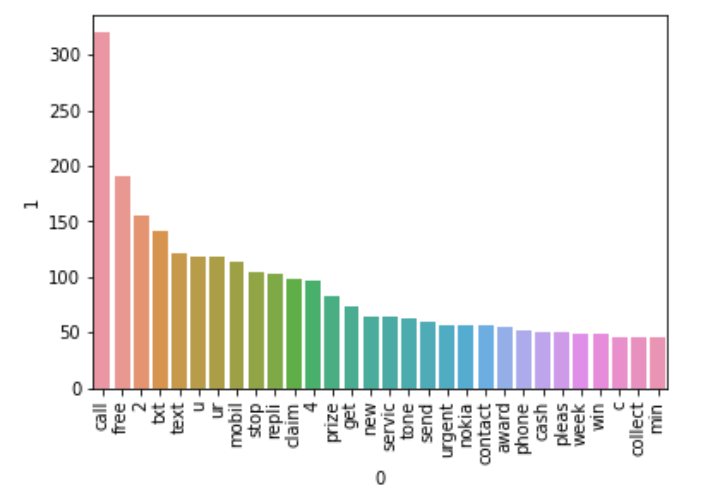 300
250
200
150
100
50
0
1
call
free
2
txt
text
u
ur
mobil
stop
repli
claim
4
prize
get
new
servic
tone
send
urgent
nokia
contact
award
phone
cash
pleas
week
win
c
collect
min
0